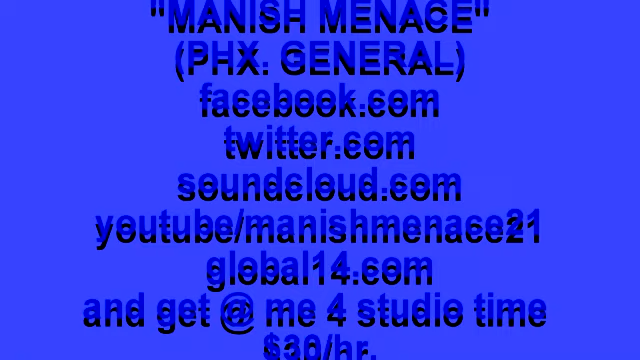 "MANISH MENACE"
(PHX. GENERAL)
facebook.com
twitter.com
soundcloud.com
youtube/manishmenace21
global14.com
and get @ me 4 studio time
$30/hr.